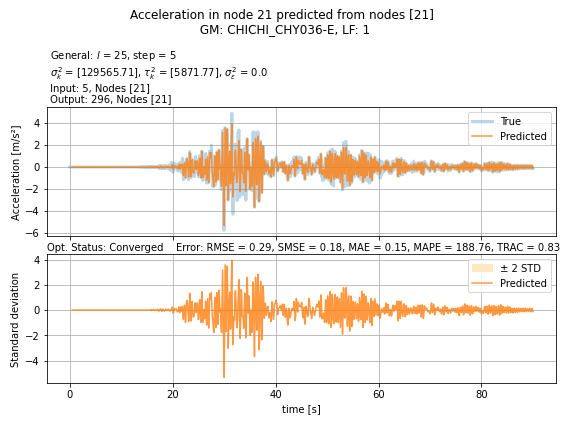 Acceleration in node 21 predicted from nodes [21]
GM: CHICHI_CHY036-E, LF: 1
General: l = 25, step = 5
σ²ₖ = [129565.71], τ²ₖ = [5871.77], σ²ε = 0.0
Input: 5, Nodes [21]
Output: 296, Nodes [21]
True
Predicted
Acceleration [m/s²]
4
2
0
−2
−4
−6
Opt. Status: Converged Error: RMSE = 0.29, SMSE = 0.18, MAE = 0.15, MAPE = 188.76, TRAC = 0.83
± 2 STD
Predicted
Standard deviation
4
2
0
−2
−4
0 20 40 60 80
time [s]